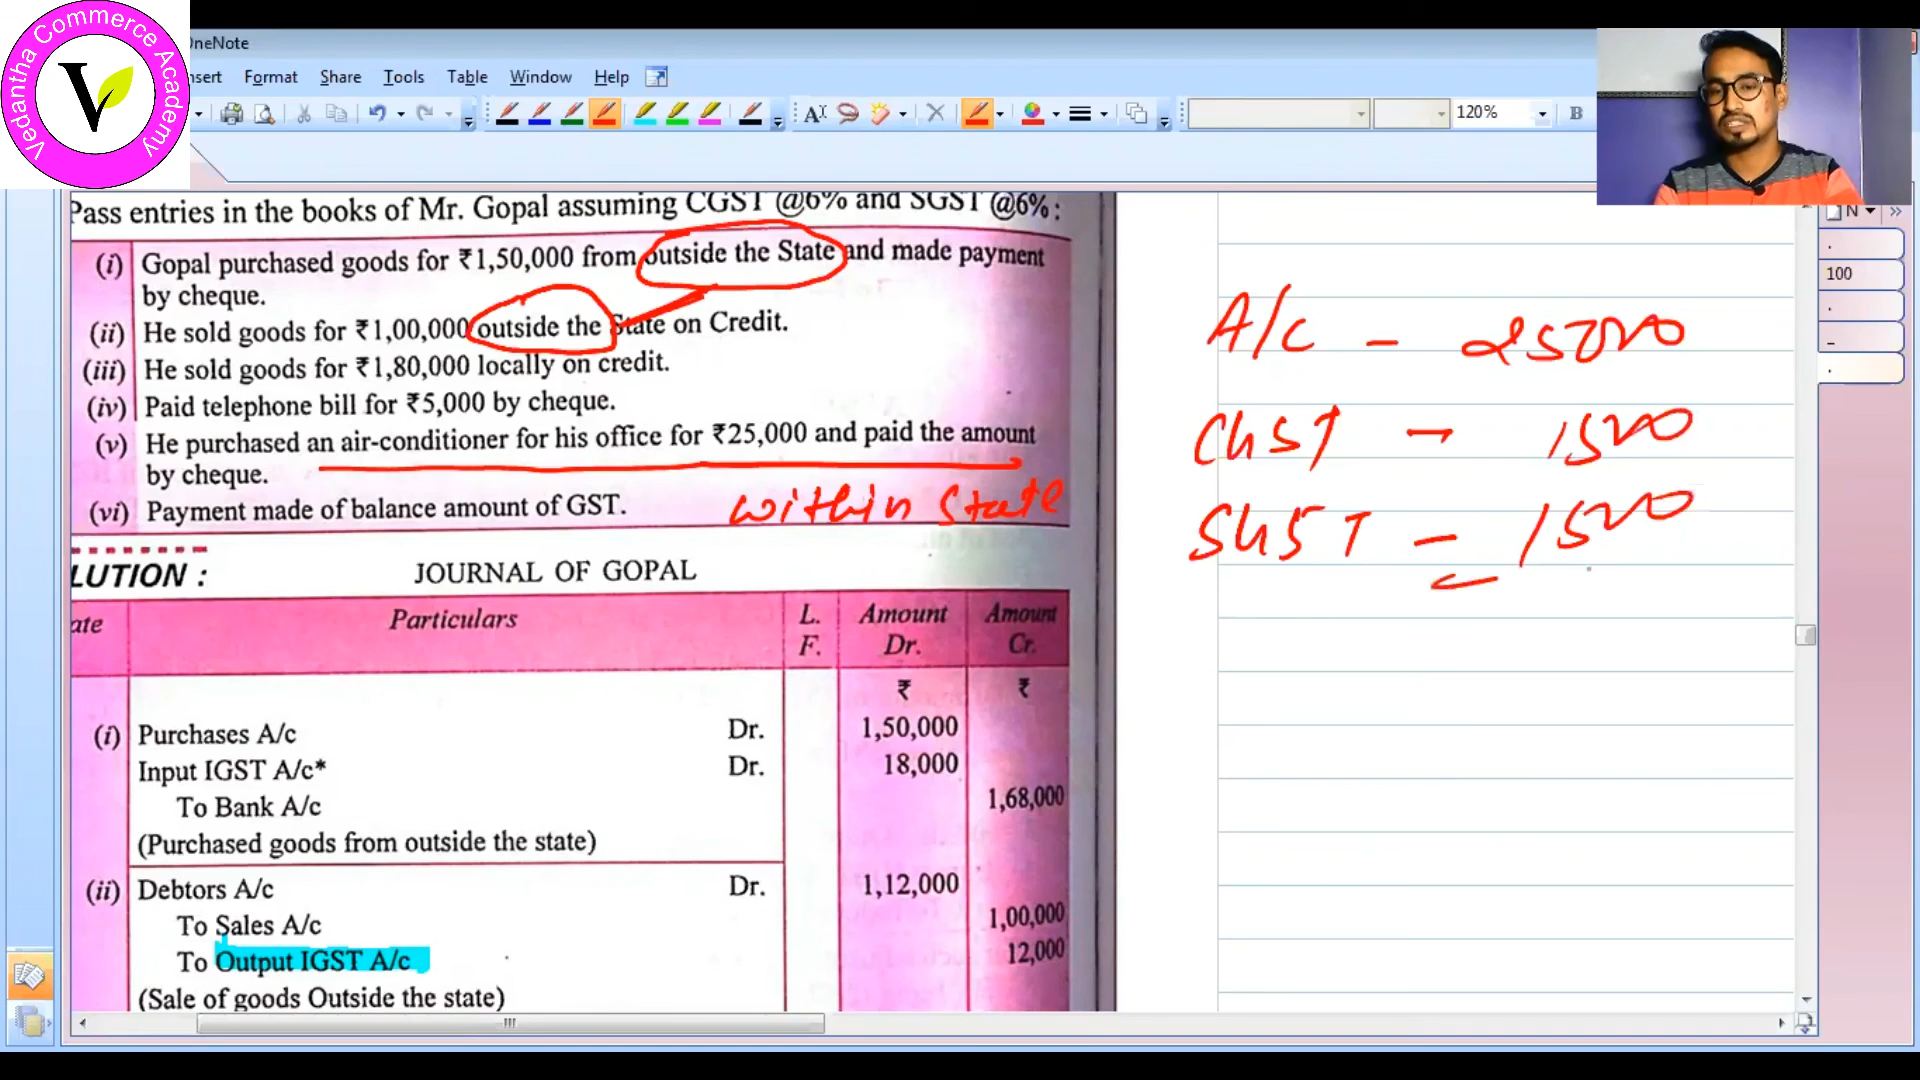 Vedantha Commerce Academy
V
OneNote
nsert Format Share Tools Table Window Help
120% B
N
100
Pass entries in the books of Mr. Gopal assuming CGST @6% and SGST @6%:
(i) Gopal purchased goods for ₹1,50,000 from outside the State and made payment
by cheque.
(ii) He sold goods for ₹1,00,000 outside the State on Credit.
(iii) He sold goods for ₹1,80,000 locally on credit.
(iv) Paid telephone bill for ₹5,000 by cheque.
(v) He purchased an air-conditioner for his office for ₹25,000 and paid the amount
by cheque.
(vi) Payment made of balance amount of GST.
within state
LUTION : JOURNAL OF GOPAL
ate Particulars L. F. Amount Dr. Amount Cr.
₹ ₹
(i) Purchases A/c Dr. 1,50,000
Input IGST A/c* Dr. 18,000
To Bank A/c 1,68,000
(Purchased goods from outside the state)
(ii) Debtors A/c Dr. 1,12,000
To Sales A/c 1,00,000
To Output IGST A/c 12,000
(Sale of goods Outside the state)
A/C - 25000
CGST - 1500
SGST - 1500